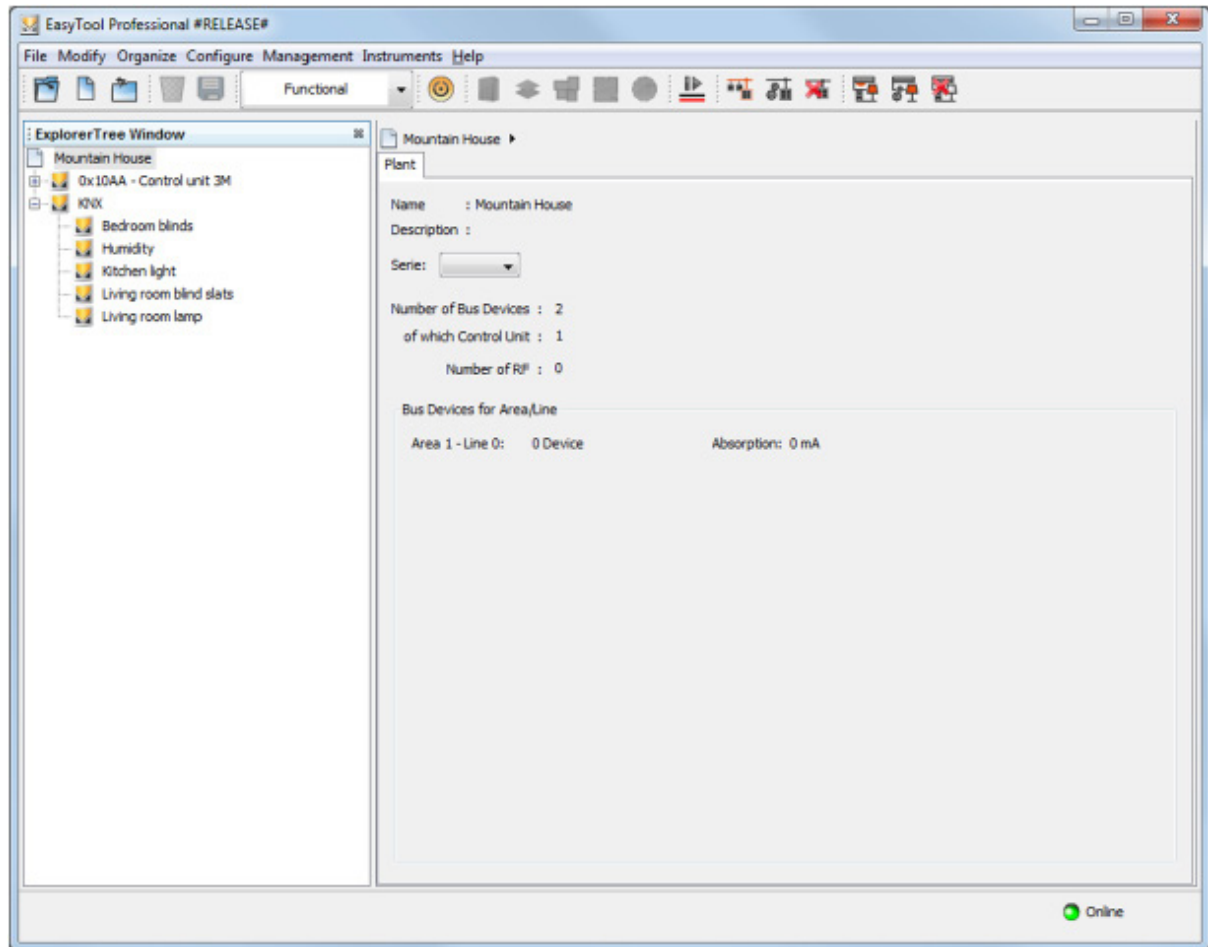 EasyTool Professional #RELEASE#
File Modify Organize Configure Management Instruments Help
Functional
ExplorerTree Window
Mountain House
0x10AA - Control unit 3M
KNX
Bedroom blinds
Humidity
Kitchen light
Living room blind slats
Living room lamp
Mountain House
Plant
Name : Mountain House
Description :
Serie:
Number of Bus Devices : 2
of which Control Unit : 1
Number of RF : 0
Bus Devices for Area/Line
Area 1 - Line 0: 0 Device Absorption: 0 mA
Online